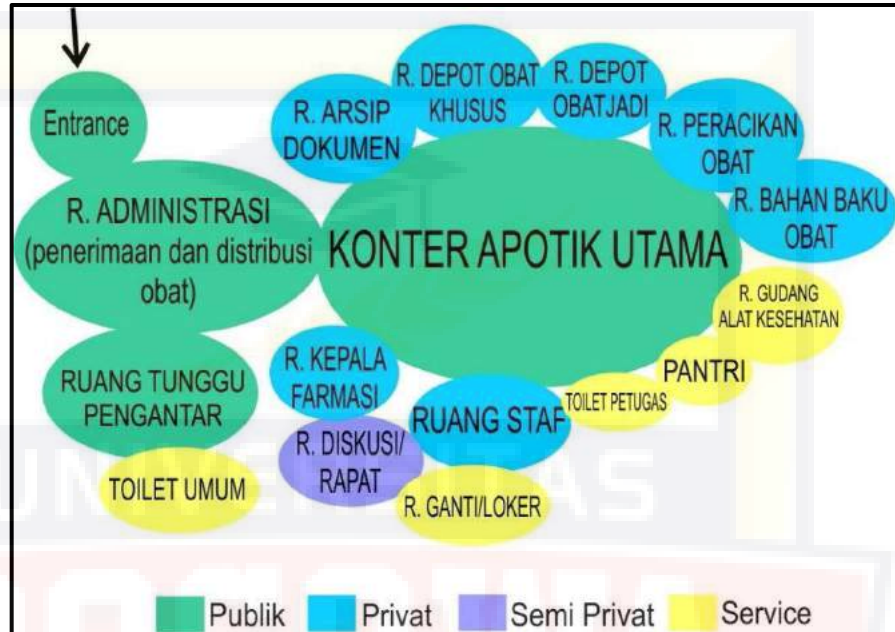 Entrance
R. ADMINISTRASI
(penerimaan dan distribusi
obat)
RUANG TUNGGU
PENGANTAR
TOILET UMUM
R. ARSIP
DOKUMEN
R. DEPOT OBAT
KHUSUS
R. DEPOT
OBATJADI
R. PERACIKAN
OBAT
R. BAHAN BAKU
OBAT
KONTER APOTIK UTAMA
R. GUDANG
ALAT KESEHATAN
PANTRI
TOILET PETUGAS
R. KEPALA
FARMASI
RUANG STAF
R. DISKUSI/
RAPAT
R. GANTI/LOKER
UNIVERSITAS
Publik
Privat
Semi Privat
Service